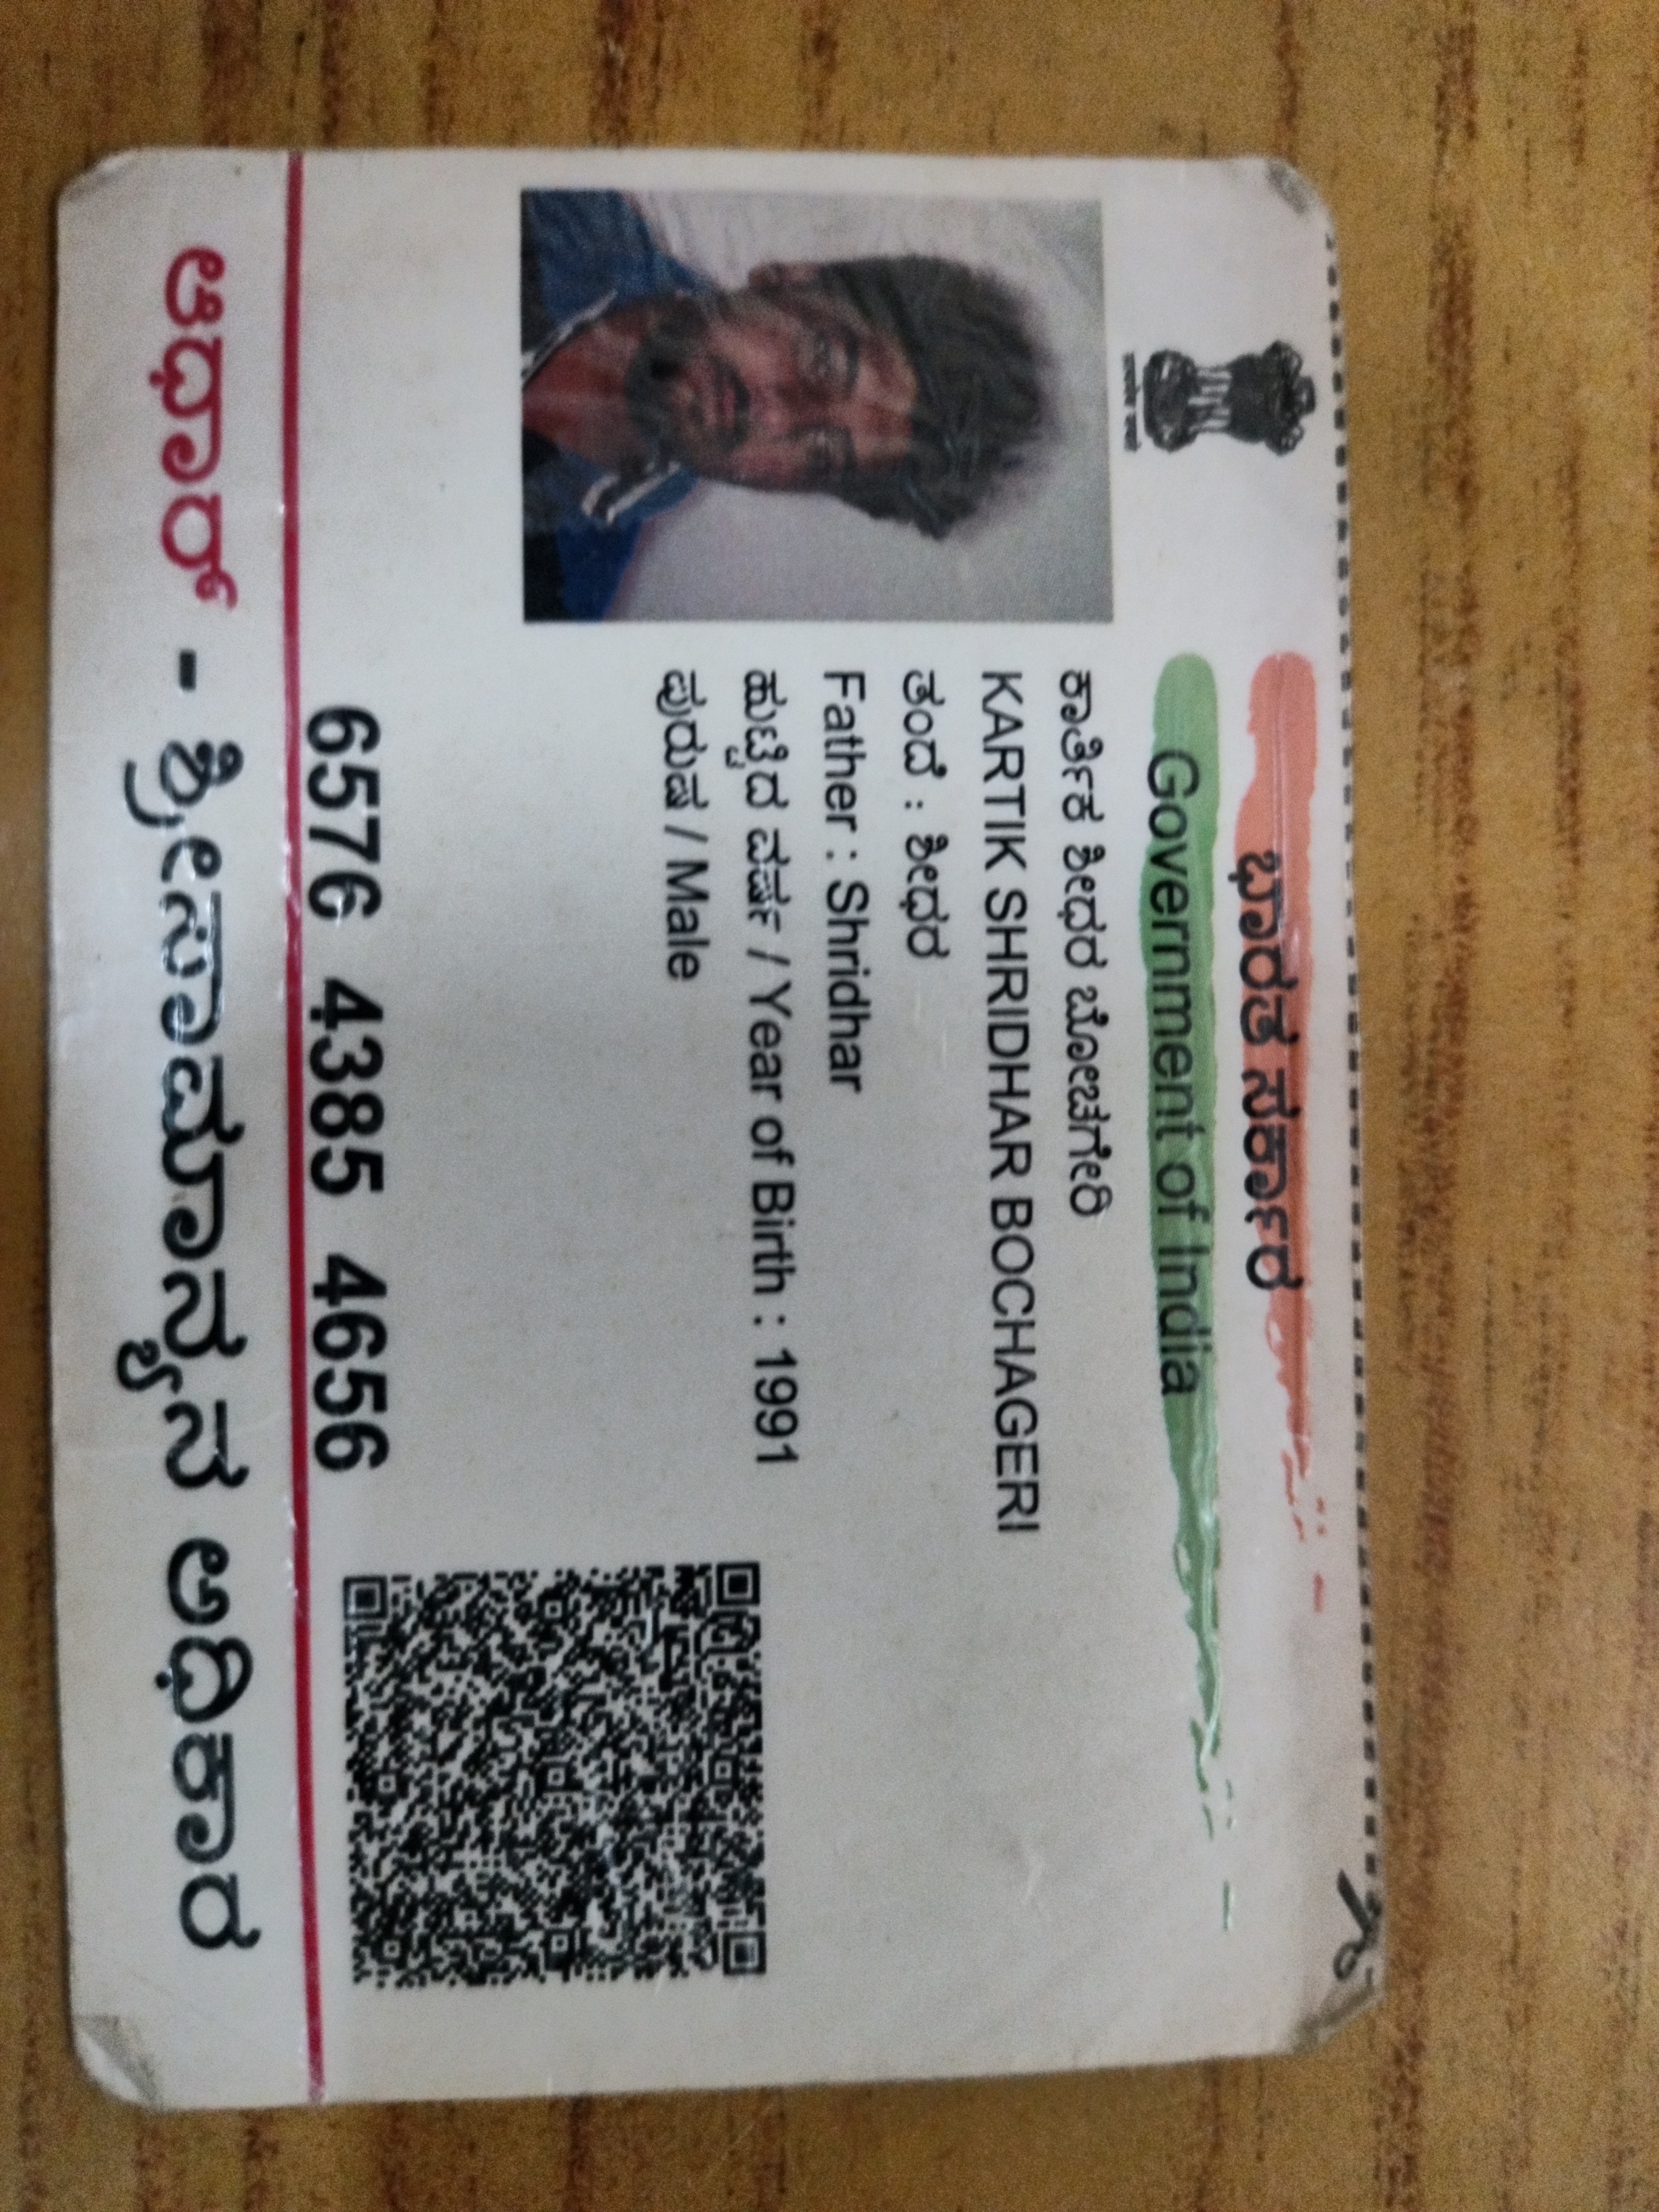 ಭಾರತ ಸರ್ಕಾರ
Government of India
ಕಾರ್ತಿಕ ಶ್ರೀಧರ ಬೋಚಗೇರಿ
KARTIK SHRIDHAR BOCHAGERI
ತಂದೆ : ಶ್ರೀಧರ
Father : Shridhar
ಹುಟ್ಟಿದ ವರ್ಷ / Year of Birth : 1991
ಪುರುಷ / Male
6576 4385 4656
ಆಧಾರ್ - ಶ್ರೀಸಾಮಾನ್ಯನ ಅಧಿಕಾರ